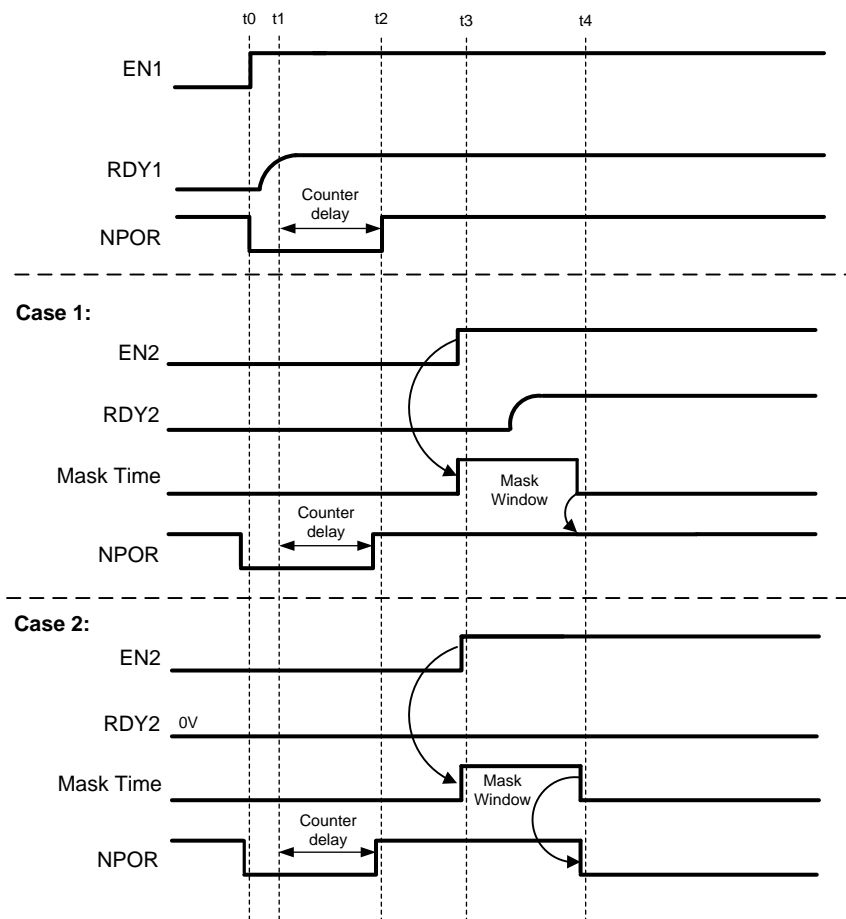 t0 t1 t2 t3 t4
EN1
RDY1
Counter
delay
NPOR
Case 1:
EN2
RDY2
Mask Time
Mask
Window
Counter
delay
NPOR
Case 2:
EN2
RDY2 0V
Mask Time
Mask
Window
Counter
delay
NPOR